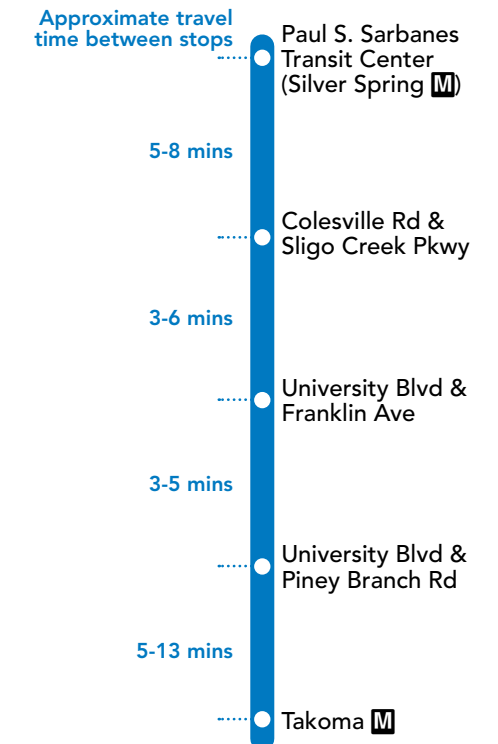 Approximate travel
time between stops
Paul S. Sarbanes
Transit Center
(Silver Spring M)
5-8 mins
Colesville Rd &
Sligo Creek Pkwy
3-6 mins
University Blvd &
Franklin Ave
3-5 mins
University Blvd &
Piney Branch Rd
5-13 mins
Takoma M